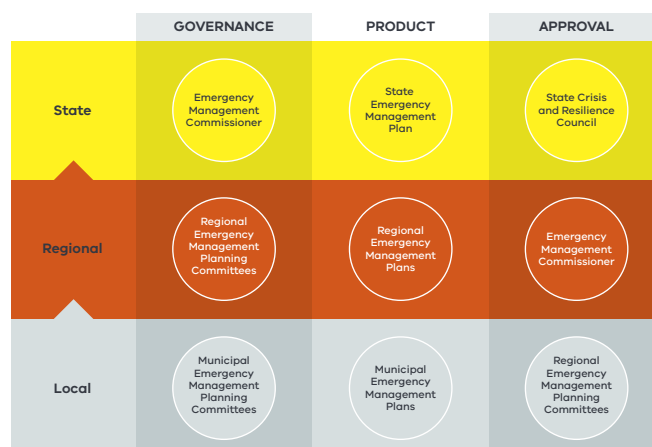 GOVERNANCE PRODUCT APPROVAL
State
Emergency
Management
Commissioner
State
Emergency
Management
Plan
State Crisis
and Resilience
Council
Regional
Regional
Emergency
Management
Planning
Committees
Regional
Emergency
Management
Plans
Emergency
Management
Commissioner
Local
Municipal
Emergency
Management
Planning
Committees
Municipal
Emergency
Management
Plans
Regional
Emergency
Management
Planning
Committees